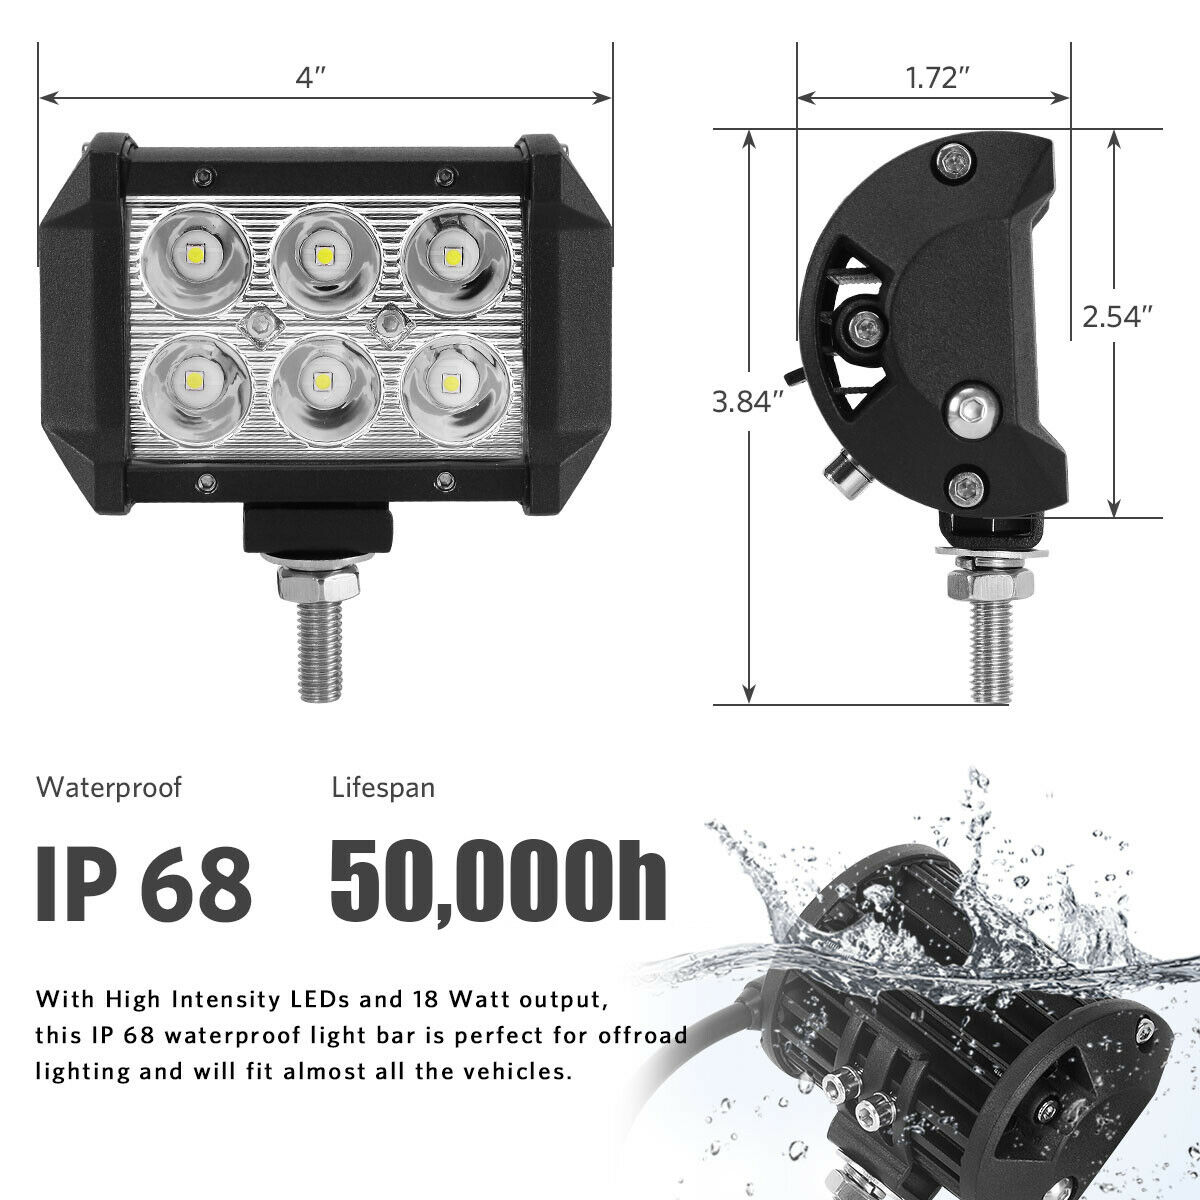 4"
1.72"
2.54"
3.84"
Waterproof
Lifespan
IP 68
50,000h
With High Intensity LEDs and 18 Watt output,
this IP 68 waterproof light bar is perfect for offroad
lighting and will fit almost all the vehicles.